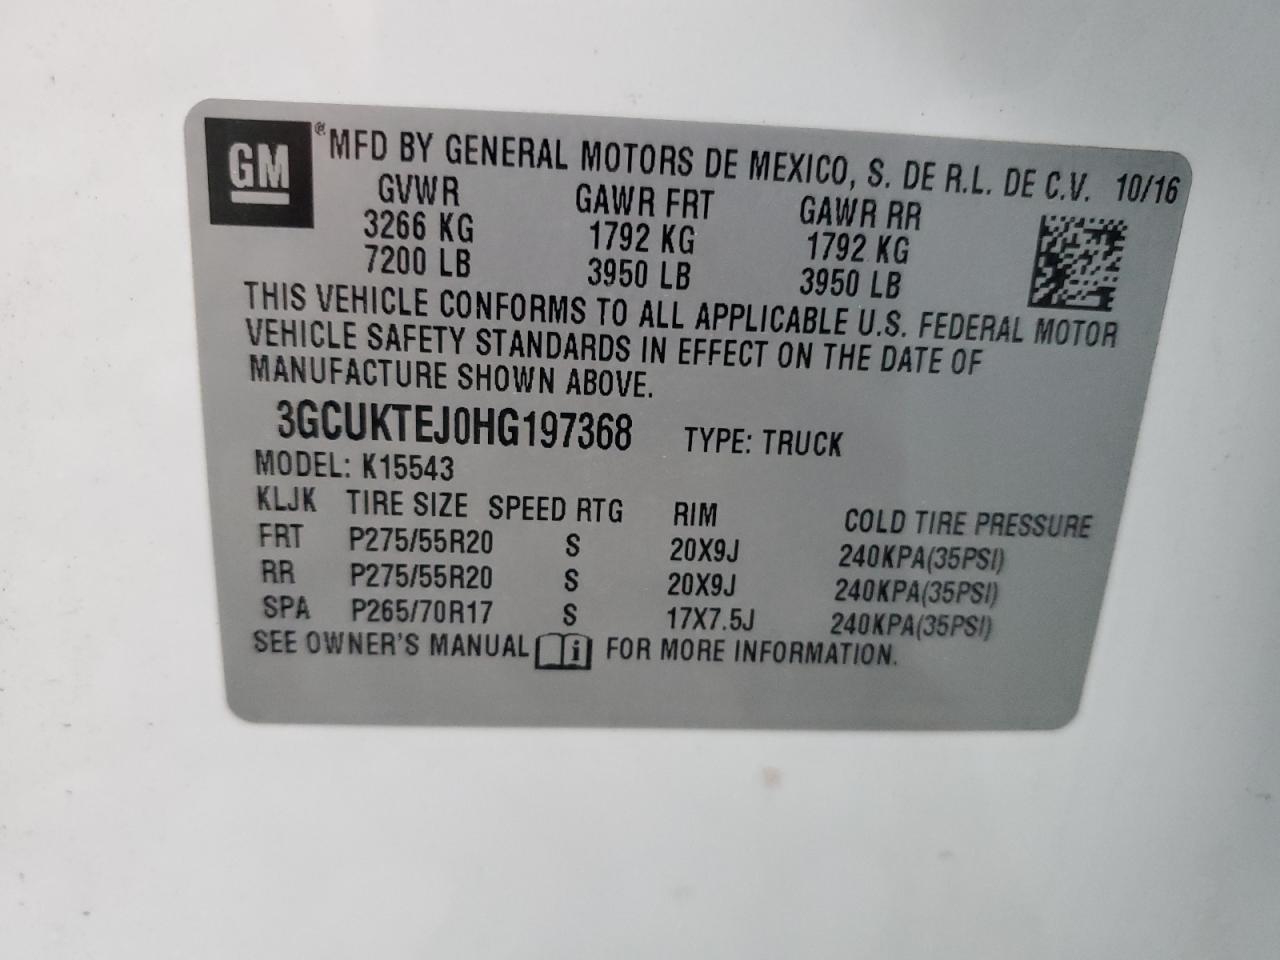 GM ® MFD BY GENERAL MOTORS DE MEXICO, S. DE R.L. DE C.V. 10/16
GVWR GAWR FRT GAWR RR
3266 KG 1792 KG 1792 KG
7200 LB 3950 LB 3950 LB
THIS VEHICLE CONFORMS TO ALL APPLICABLE U.S. FEDERAL MOTOR
VEHICLE SAFETY STANDARDS IN EFFECT ON THE DATE OF
MANUFACTURE SHOWN ABOVE.
3GCUKTEJ0HG197368 TYPE: TRUCK
MODEL: K15543
KLJK TIRE SIZE SPEED RTG RIM COLD TIRE PRESSURE
FRT P275/55R20 S 20X9J 240KPA(35PSI)
RR P275/55R20 S 20X9J 240KPA(35PSI)
SPA P265/70R17 S 17X7.5J 240KPA(35PSI)
SEE OWNER'S MANUAL i FOR MORE INFORMATION.